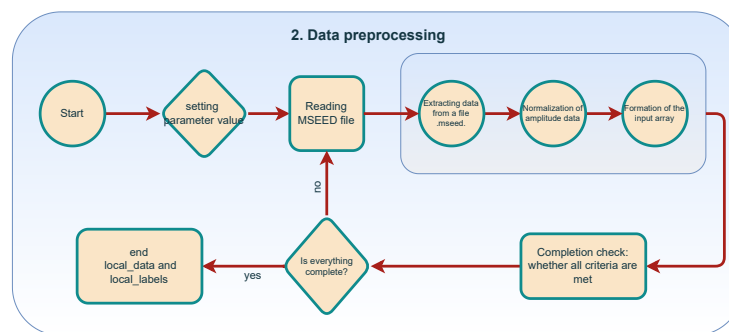 2. Data preprocessing
Start
setting
parameter value
Reading
MSEED file
Extracting data
from a file
.mseed.
Normalization of
amplitude data
Formation of the
input array
no
end
local_data and
local_labels
yes
Is everything
complete?
Completion check:
whether all criteria are
met